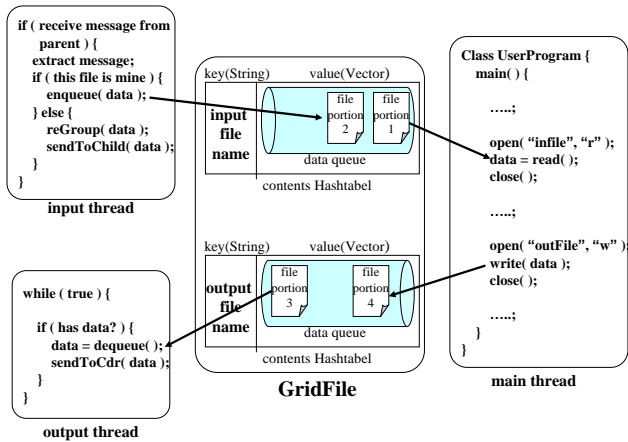 if ( receive message from
parent ) {
extract message;
if ( this file is mine ) {
enqueue( data );
} else {
reGroup( data );
sendToChild( data );
}
}
input thread
key(String) value(Vector)
input
file
name
file
portion
2
file
portion
1
data queue
contents Hashtabel
key(String) value(Vector)
output
file
name
file
portion
3
file
portion
4
data queue
contents Hashtabel
GridFile
while ( true ) {
if ( has data? ) {
data = dequeue( );
sendToCdr( data );
}
}
output thread
Class UserProgram {
main( ) {
…..;
open( “infile”, “r” );
data = read( );
close( );
…..;
open( “outFile”, “w” );
write( data );
close( );
…..;
}
}
main thread